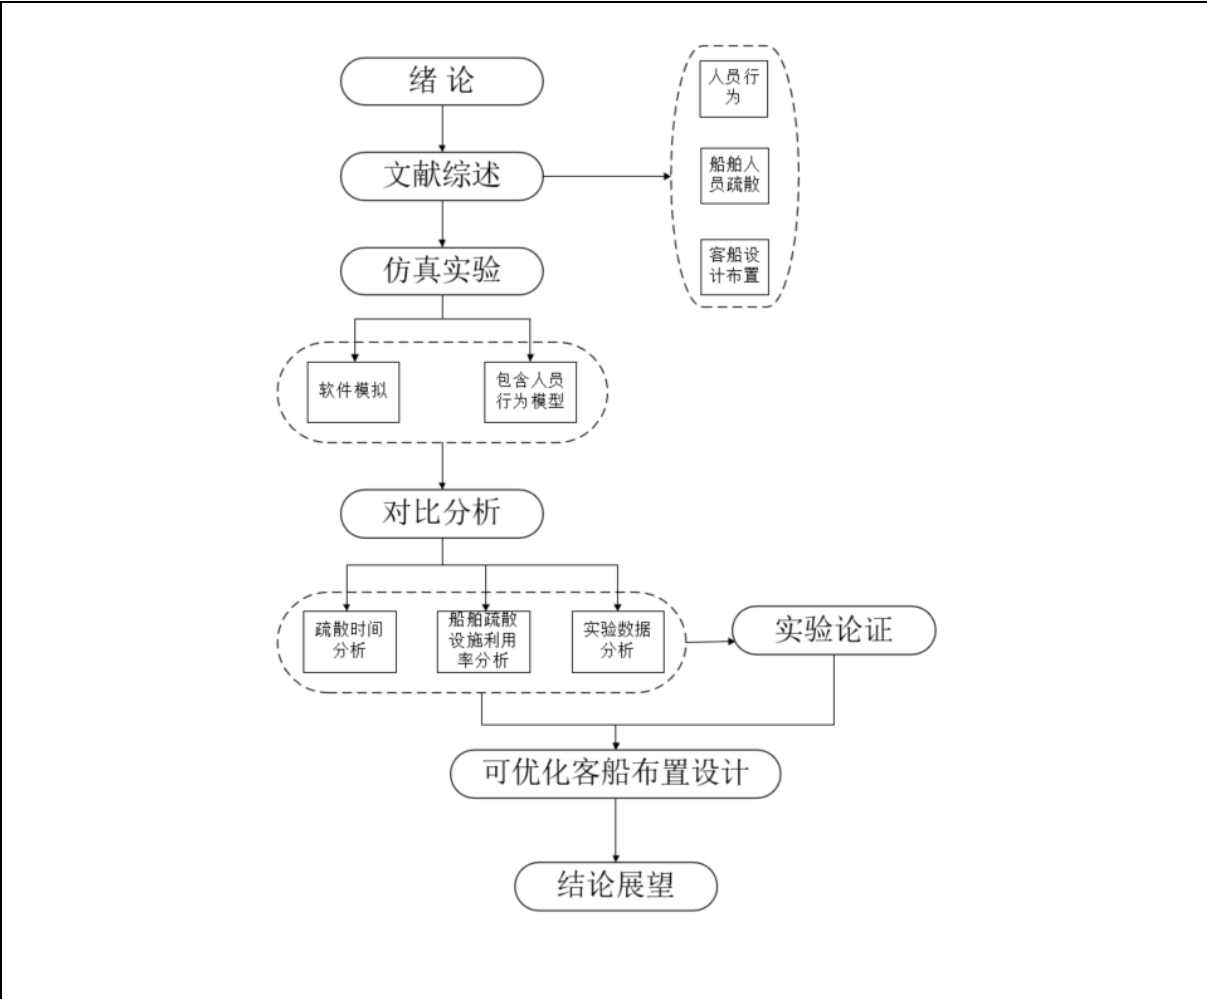 绪 论
人员行
为
文献综述
船舶人
员疏散
客船设
计布置
仿真实验
软件模拟
包含人员
行为模型
对比分析
疏散时间
分析
船舶疏散
设施利用
率分析
实验数据
分析
实验论证
可优化客船布置设计
结论展望